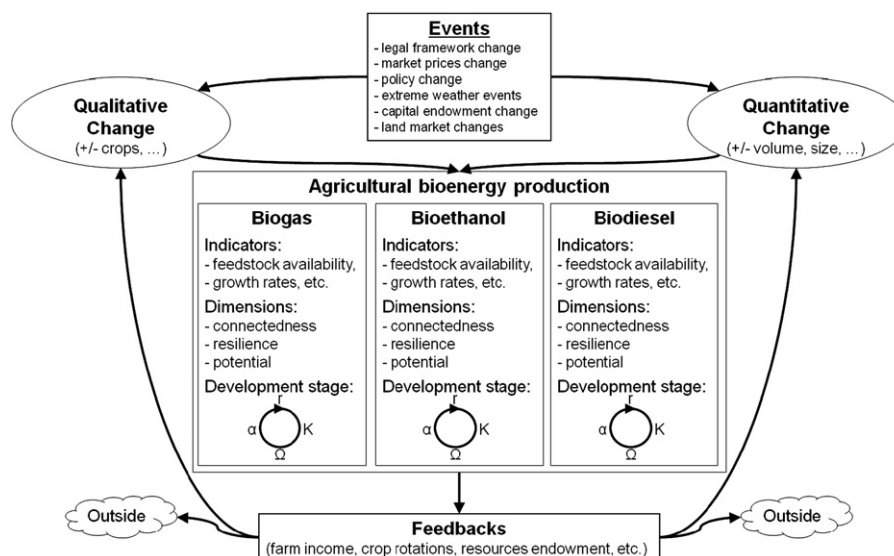 Events
- legal framework change
- market prices change
- policy change
- extreme weather events
- capital endowment change
- land market changes
Qualitative
Change
(+/- crops, ...)
Quantitative
Change
(+/- volume, size, ...)
Agricultural bioenergy production
Biogas
Indicators:
- feedstock availability,
- growth rates, etc.
Dimensions:
- connectedness
- resilience
- potential
Development stage:
r
α K
Ω
Bioethanol
Indicators:
- feedstock availability,
- growth rates, etc.
Dimensions:
- connectedness
- resilience
- potential
Development stage:
r
α K
Ω
Biodiesel
Indicators:
- feedstock availability,
- growth rates, etc.
Dimensions:
- connectedness
- resilience
- potential
Development stage:
r
α K
Ω
Outside
Feedbacks
(farm income, crop rotations, resources endowment, etc.)
Outside